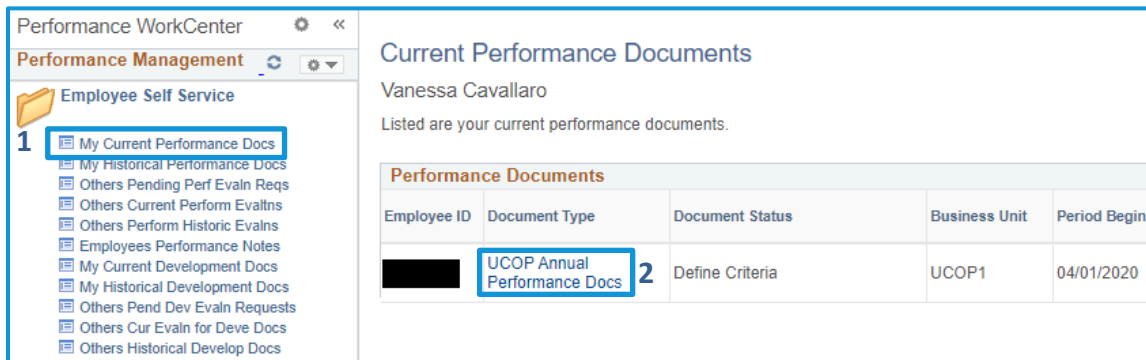 Performance WorkCenter
«
Performance Management
Employee Self Service
1
My Current Performance Docs
My Historical Performance Docs
Others Pending Perf Evaln Reqs
Others Current Perform Evaltns
Others Perform Historic Evalns
Employees Performance Notes
My Current Development Docs
My Historical Development Docs
Others Pend Dev Evaln Requests
Others Cur Evaln for Deve Docs
Others Historical Develop Docs
Current Performance Documents
Vanessa Cavallaro
Listed are your current performance documents.
Performance Documents
Employee ID Document Type Document Status Business Unit Period Begin
UCOP Annual
Performance Docs 2 Define Criteria UCOP1 04/01/2020